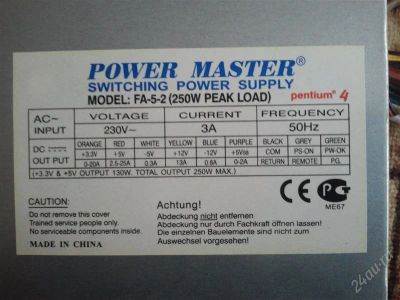 POWER MASTER®
SWITCHING POWER SUPPLY
MODEL: FA-5-2 (250W PEAK LOAD)
pentium 4
AC~ INPUT VOLTAGE CURRENT FREQUENCY
230V~ 3A 50Hz
DC OUT PUT ORANGE RED WHITE YELLOW BLUE PURPLE BLACK GREY GREEN
+3.3V +5V -5V +12V -12V +5VSB COM PS-ON PW-OK
0-20A 2.5-25A 0.3A 13A 0.8A 0-2A RETURN REMOTE P.G.
(+3.3V & +5V OUTPUT 130W. TOTAL OUTPUT 250W MAX.)
CAUTION:
Do not remove this cover
Trained service people only.
No serviceable components inside.
MADE IN CHINA
Achtung!
Abdeckung nicht entfernen
Abdeckung nur durch Fachkraft öffnen lassen.
Die einzelnen Bauelemente sind nicht zum
Auswechsel vorgesehen!
CE
ME67
24au.ru